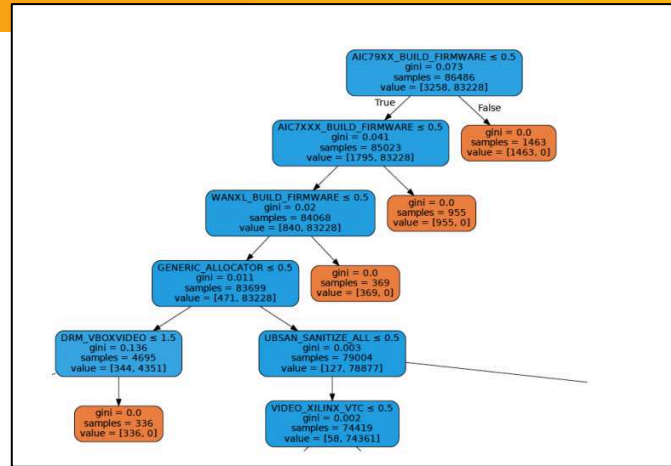 AIC79XX_BUILD_FIRMWARE ≤ 0.5
gini = 0.073
samples = 86486
value = [3258, 83228]
True
False
AIC7XXX_BUILD_FIRMWARE ≤ 0.5
gini = 0.041
samples = 85023
value = [1795, 83228]
gini = 0.0
samples = 1463
value = [1463, 0]
WANXL_BUILD_FIRMWARE ≤ 0.5
gini = 0.02
samples = 84068
value = [840, 83228]
gini = 0.0
samples = 955
value = [955, 0]
GENERIC_ALLOCATOR ≤ 0.5
gini = 0.011
samples = 83699
value = [471, 83228]
gini = 0.0
samples = 369
value = [369, 0]
DRM_VBOXVIDEO ≤ 1.5
gini = 0.136
samples = 4695
value = [344, 4351]
UBSAN_SANITIZE_ALL ≤ 0.5
gini = 0.003
samples = 79004
value = [127, 78877]
gini = 0.0
samples = 336
value = [336, 0]
VIDEO_XILINX_VTC ≤ 0.5
gini = 0.002
samples = 74419
value = [58, 74361]